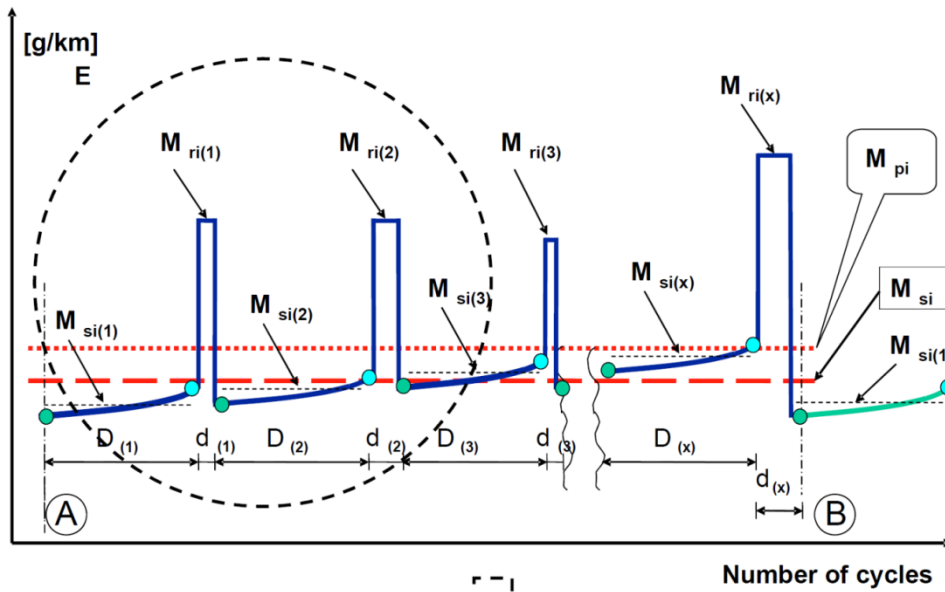 [g/km]
E
M ri(1)
M ri(2)
M ri(3)
M ri(x)
M pi
M si(1)
M si(2)
M si(3)
M si(x)
M si
M si(1
D (1)
d (1)
D (2)
d (2)
D (3)
d (3)
D (x)
d (x)
A
B
Number of cycles